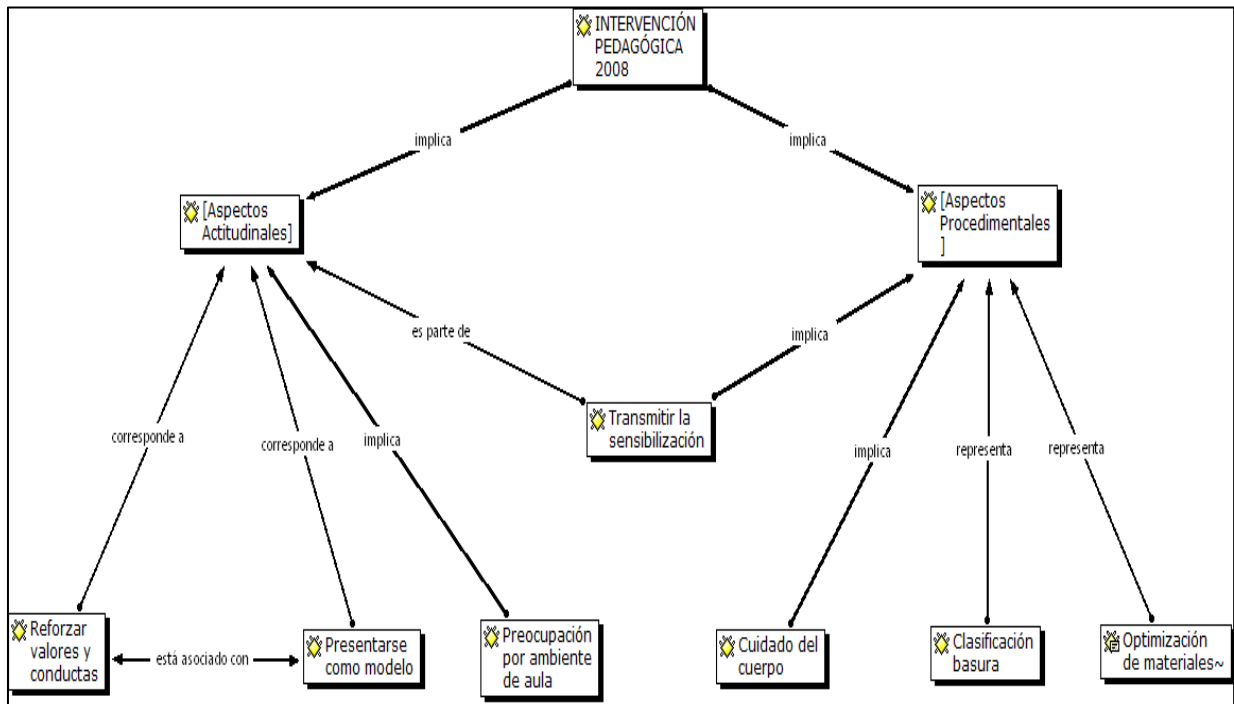 INTERVENCIÓN
PEDAGÓGICA
2008
implica
implica
[Aspectos
Actitudinales]
[Aspectos
Procedimentales
]
es parte de
implica
Transmitir la
sensibilización
corresponde a
corresponde a
implica
implica
representa
representa
Reforzar
valores y
conductas
está asociado con
Presentarse
como modelo
Preocupación
por ambiente
de aula
Cuidado del
cuerpo
Clasificación
basura
Optimización
de materiales~